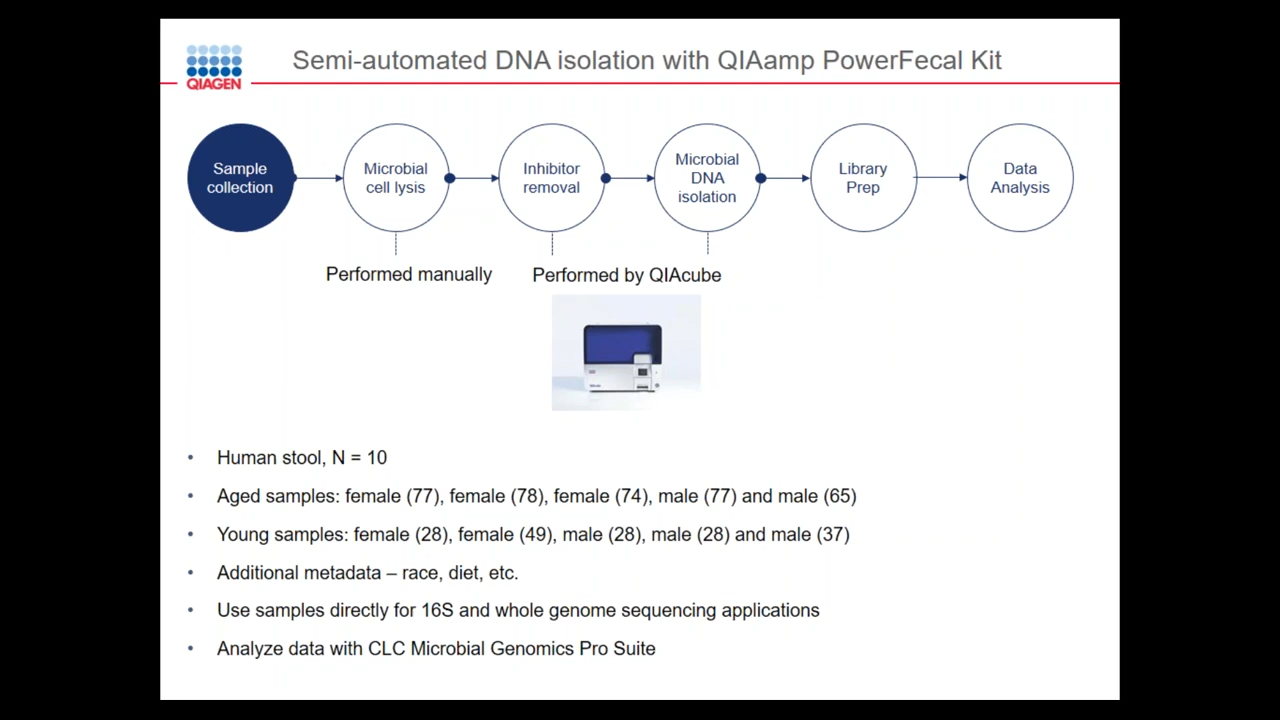 QIAGEN
Semi-automated DNA isolation with QIAamp PowerFecal Kit
Sample
collection
Microbial
cell lysis
Inhibitor
removal
Microbial
DNA
isolation
Library
Prep
Data
Analysis
Performed manually
Performed by QIAcube
• Human stool, N = 10
• Aged samples: female (77), female (78), female (74), male (77) and male (65)
• Young samples: female (28), female (49), male (28), male (28) and male (37)
• Additional metadata – race, diet, etc.
• Use samples directly for 16S and whole genome sequencing applications
• Analyze data with CLC Microbial Genomics Pro Suite